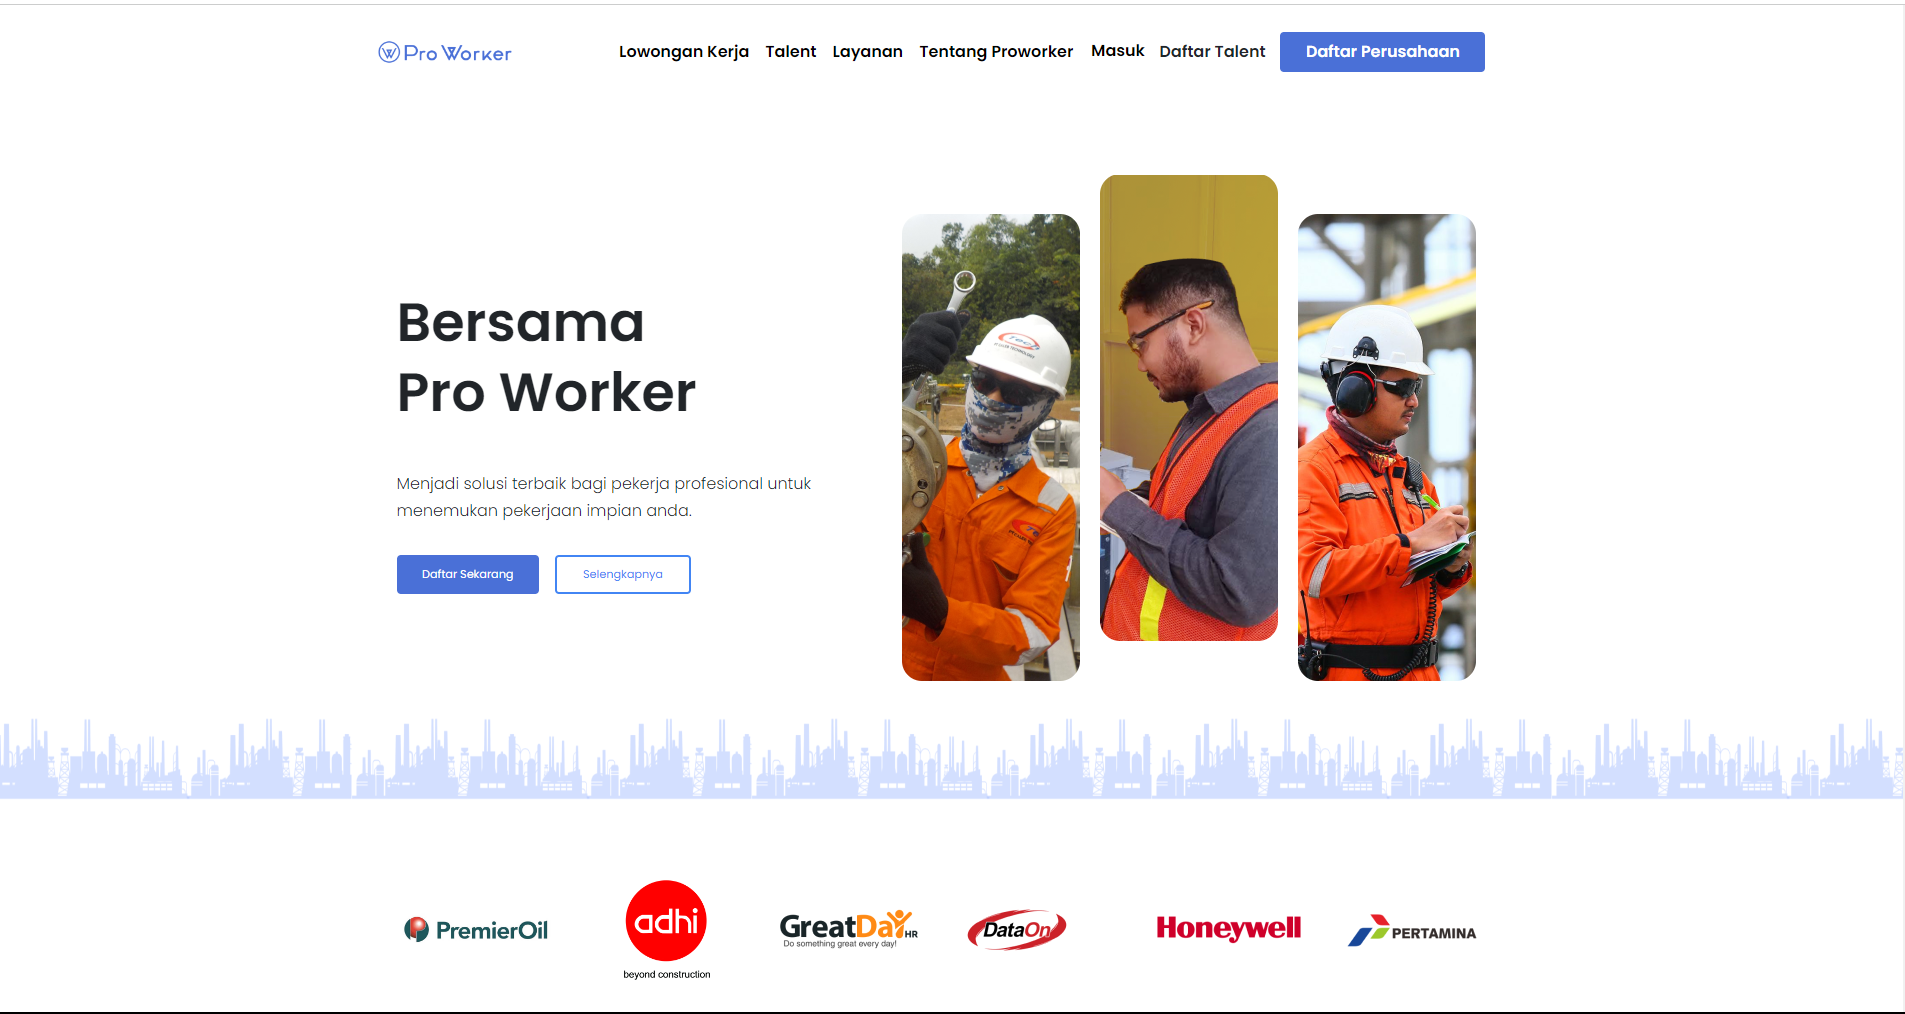 Pro Worker
Lowongan Kerja Talent Layanan Tentang Proworker Masuk Daftar Talent Daftar Perusahaan
Bersama
Pro Worker
Menjadi solusi terbaik bagi pekerja profesional untuk
menemukan pekerjaan impian anda.
Daftar Sekarang Selengkapnya
PremierOil
adhi
beyond construction
GreatDay HR
Do something great every day!
DataOn
Honeywell
PERTAMINA